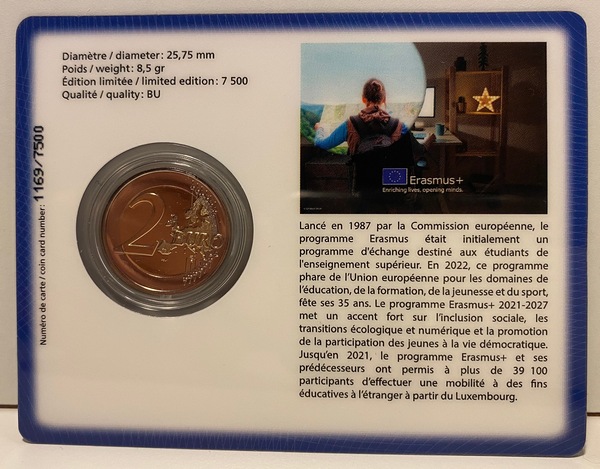 Diamètre / diameter: 25,75 mm
Poids / weight: 8,5 gr
Édition limitée / limited edition: 7 500
Qualité / quality: BU
Numéro de carte / coin card number: 1169/7500
2 EURO
Erasmus+
Enriching lives, opening minds.
Lancé en 1987 par la Commission européenne, le
programme Erasmus était initialement un
programme d'échange destiné aux étudiants de
l'enseignement supérieur. En 2022, ce programme
phare de l'Union européenne pour les domaines de
l'éducation, de la formation, de la jeunesse et du sport,
fête ses 35 ans. Le programme Erasmus+ 2021-2027
met un accent fort sur l'inclusion sociale, les
transitions écologique et numérique et la promotion
de la participation des jeunes à la vie démocratique.
Jusqu'en 2021, le programme Erasmus+ et ses
prédécesseurs ont permis à plus de 39 100
participants d'effectuer une mobilité à des fins
éducatives à l'étranger à partir du Luxembourg.